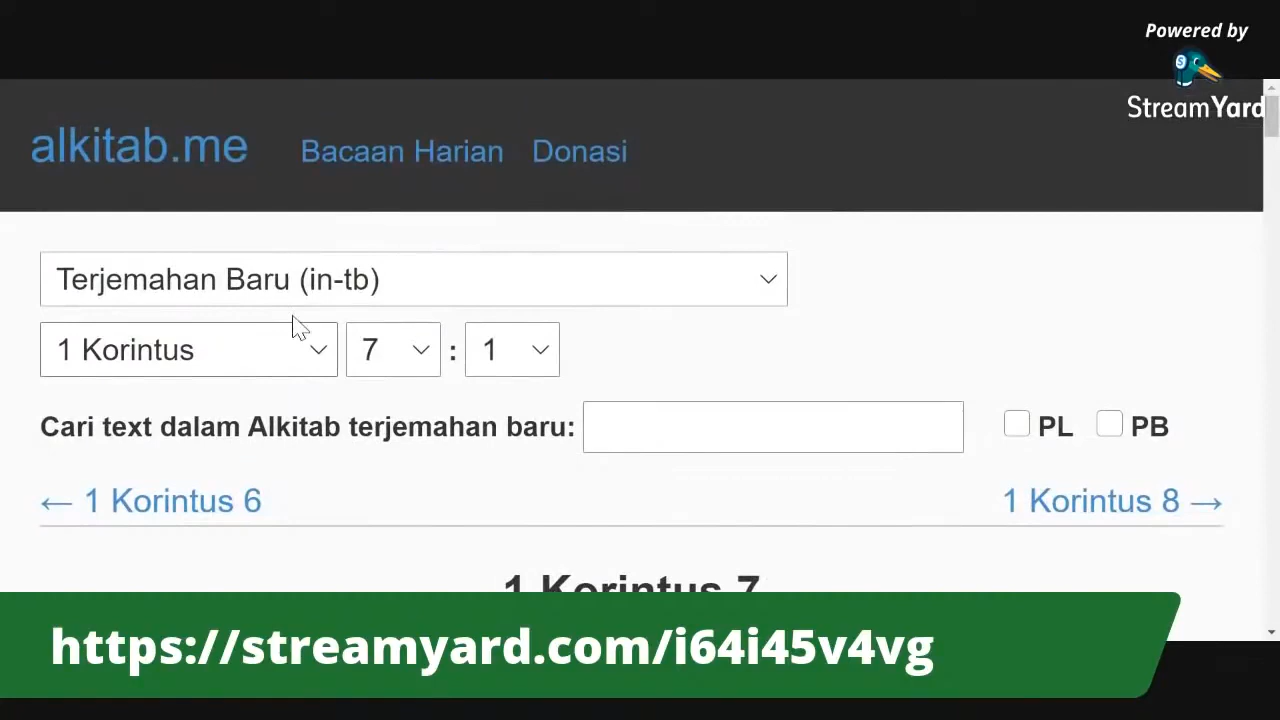 Powered by
StreamYard
alkitab.me Bacaan Harian Donasi
Terjemahan Baru (in-tb)
1 Korintus 7 : 1
Cari text dalam Alkitab terjemahan baru: PL PB
← 1 Korintus 6 1 Korintus 8 →
1 Korintus 7
https://streamyard.com/i64i45v4vg